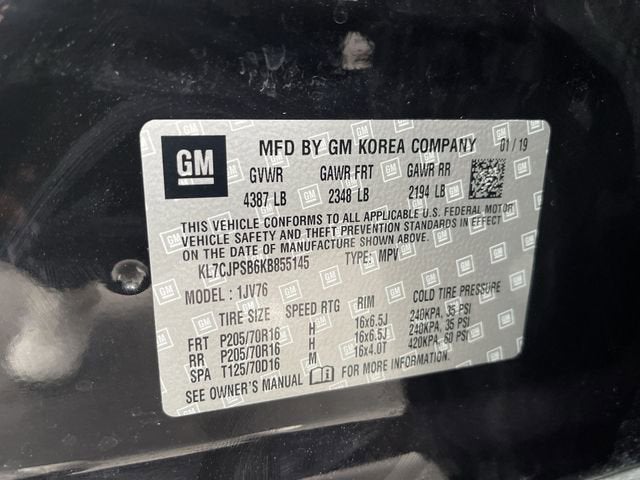 GM
MFD BY GM KOREA COMPANY 01/19
GVWR GAWR FRT GAWR RR
4387 LB 2348 LB 2194 LB
THIS VEHICLE CONFORMS TO ALL APPLICABLE U.S. FEDERAL MOTOR
VEHICLE SAFETY AND THEFT PREVENTION STANDARDS IN EFFECT
ON THE DATE OF MANUFACTURE SHOWN ABOVE.
KL7CJPSB6KB855145 TYPE: MPV
MODEL : 1JV76
TIRE SIZE SPEED RTG RIM COLD TIRE PRESSURE
FRT P205/70R16 H 16x6.5J 240KPA, 35 PSI
RR P205/70R16 H 16x6.5J 240KPA, 35 PSI
SPA T125/70D16 M 16x4.0T 420KPA, 60 PSI
SEE OWNER'S MANUAL FOR MORE INFORMATION.